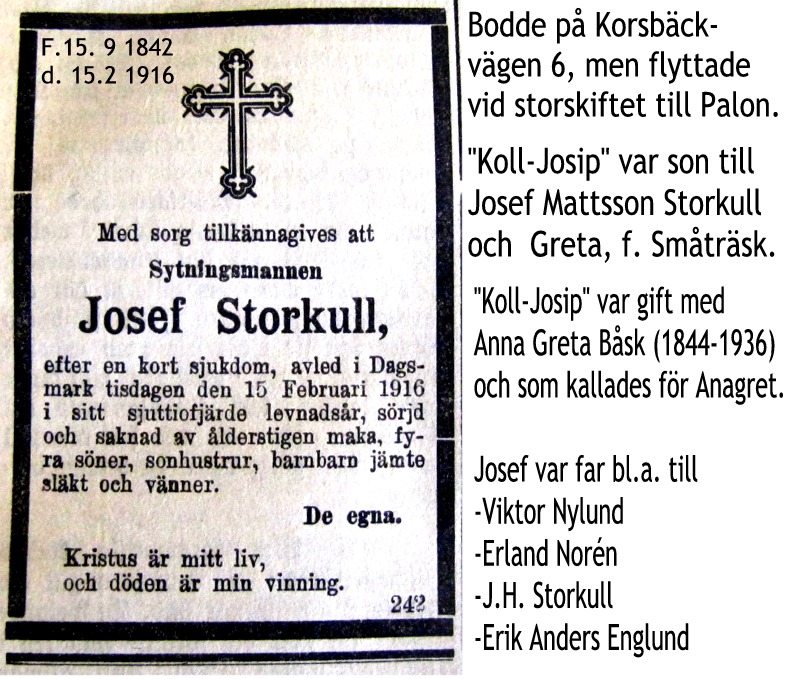 F.15. 9 1842
d. 15.2 1916
Med sorg tillkännagives att
Sytningsmannen
Josef Storkull,
efter en kort sjukdom, avled i Dags-
mark tisdagen den 15 Februari 1916
i sitt sjuttiofjärde levnadsår, sörjd
och saknad av ålderstigen maka, fy-
ra söner, sonhustrur, barnbarn jämte
släkt och vänner.
De egna.
Kristus är mitt liv,
och döden är min vinning.
242
Bodde på Korsbäck-
vägen 6, men flyttade
vid storskiftet till Palon.
"Koll-Josip" var son till
Josef Mattsson Storkull
och Greta, f. Småträsk.
"Koll-Josip" var gift med
Anna Greta Båsk (1844-1936)
och som kallades för Anagret.
Josef var far bl.a. till
-Viktor Nylund
-Erland Norén
-J.H. Storkull
-Erik Anders Englund